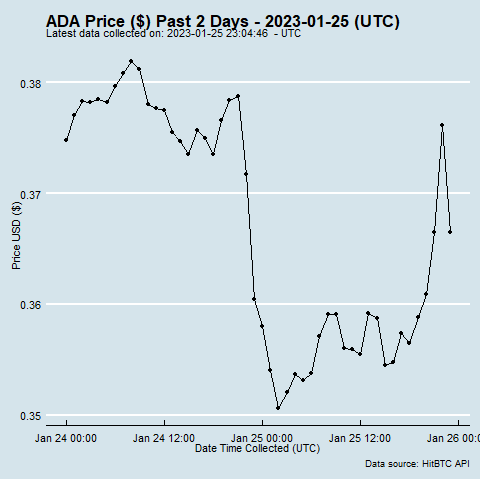 ADA Price ($) Past 2 Days - 2023-01-25 (UTC)
Latest data collected on: 2023-01-25 23:04:46 - UTC
0.38
0.37
0.36
0.35
Price USD ($)
Jan 24 00:00 Jan 24 12:00 Jan 25 00:00 Jan 25 12:00 Jan 26 00:0
Date Time Collected (UTC)
Data source: HitBTC API